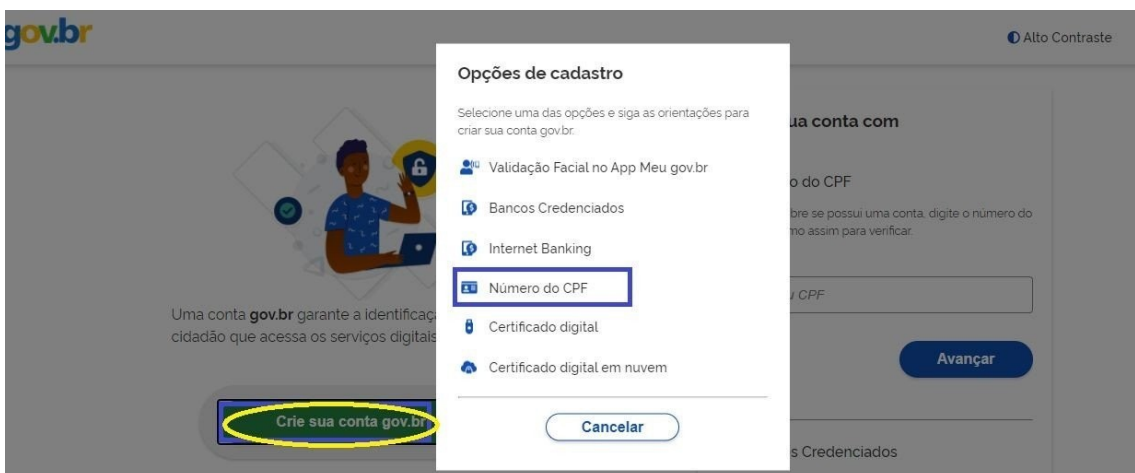 gov.br
Alto Contraste
Opções de cadastro
Selecione uma das opções e siga as orientações para
criar sua conta gov.br.
Validação Facial no App Meu gov.br
Bancos Credenciados
Internet Banking
Número do CPF
Certificado digital
Certificado digital em nuvem
Cancelar
Uma conta gov.br garante a identificaç
cidadão que acessa os serviços digitais
Crie sua conta gov.br
ua conta com
o do CPF
bre se possui uma conta, digite o número do
mo assim para verificar.
u CPF
Avançar
s Credenciados